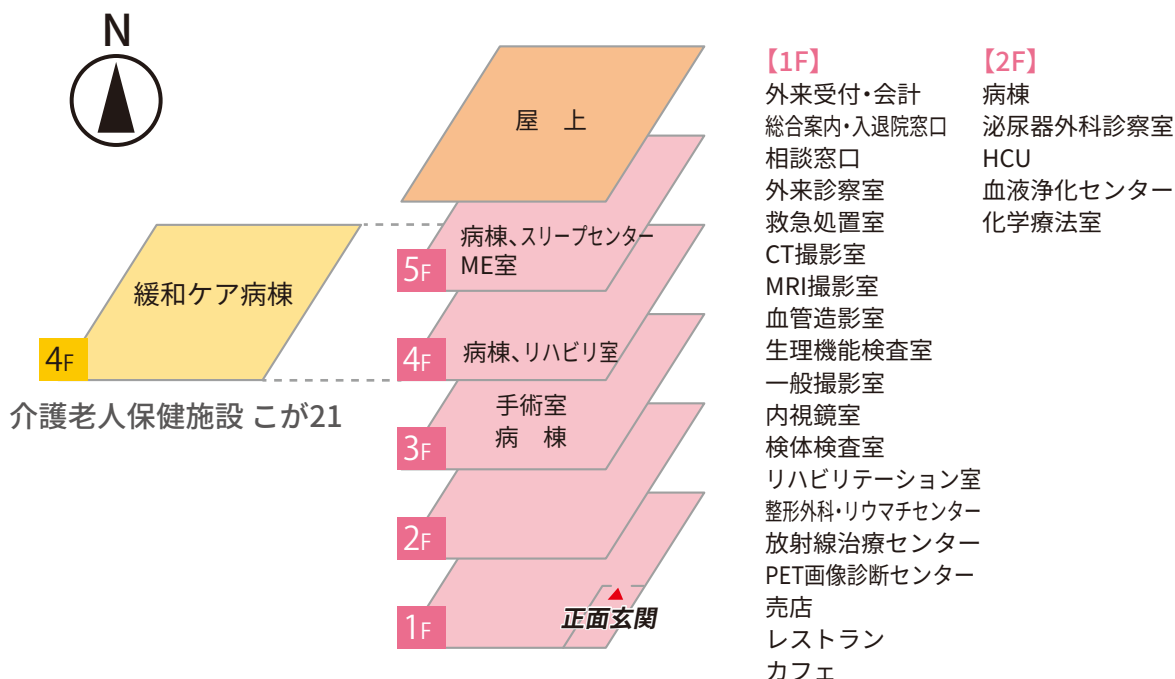 N
屋 上
病棟、スリープセンター
ME室
5F
緩和ケア病棟
4F
病棟、リハビリ室
4F
介護老人保健施設 こが21
手術室
病 棟
3F
2F
正面玄関
1F
【1F】
外来受付・会計
総合案内・入退院窓口
相談窓口
外来診察室
救急処置室
CT撮影室
MRI撮影室
血管造影室
生理機能検査室
一般撮影室
内視鏡室
検体検査室
リハビリテーション室
整形外科・リウマチセンター
放射線治療センター
PET画像診断センター
売店
レストラン
カフェ
【2F】
病棟
泌尿器外科診察室
HCU
血液浄化センター
化学療法室